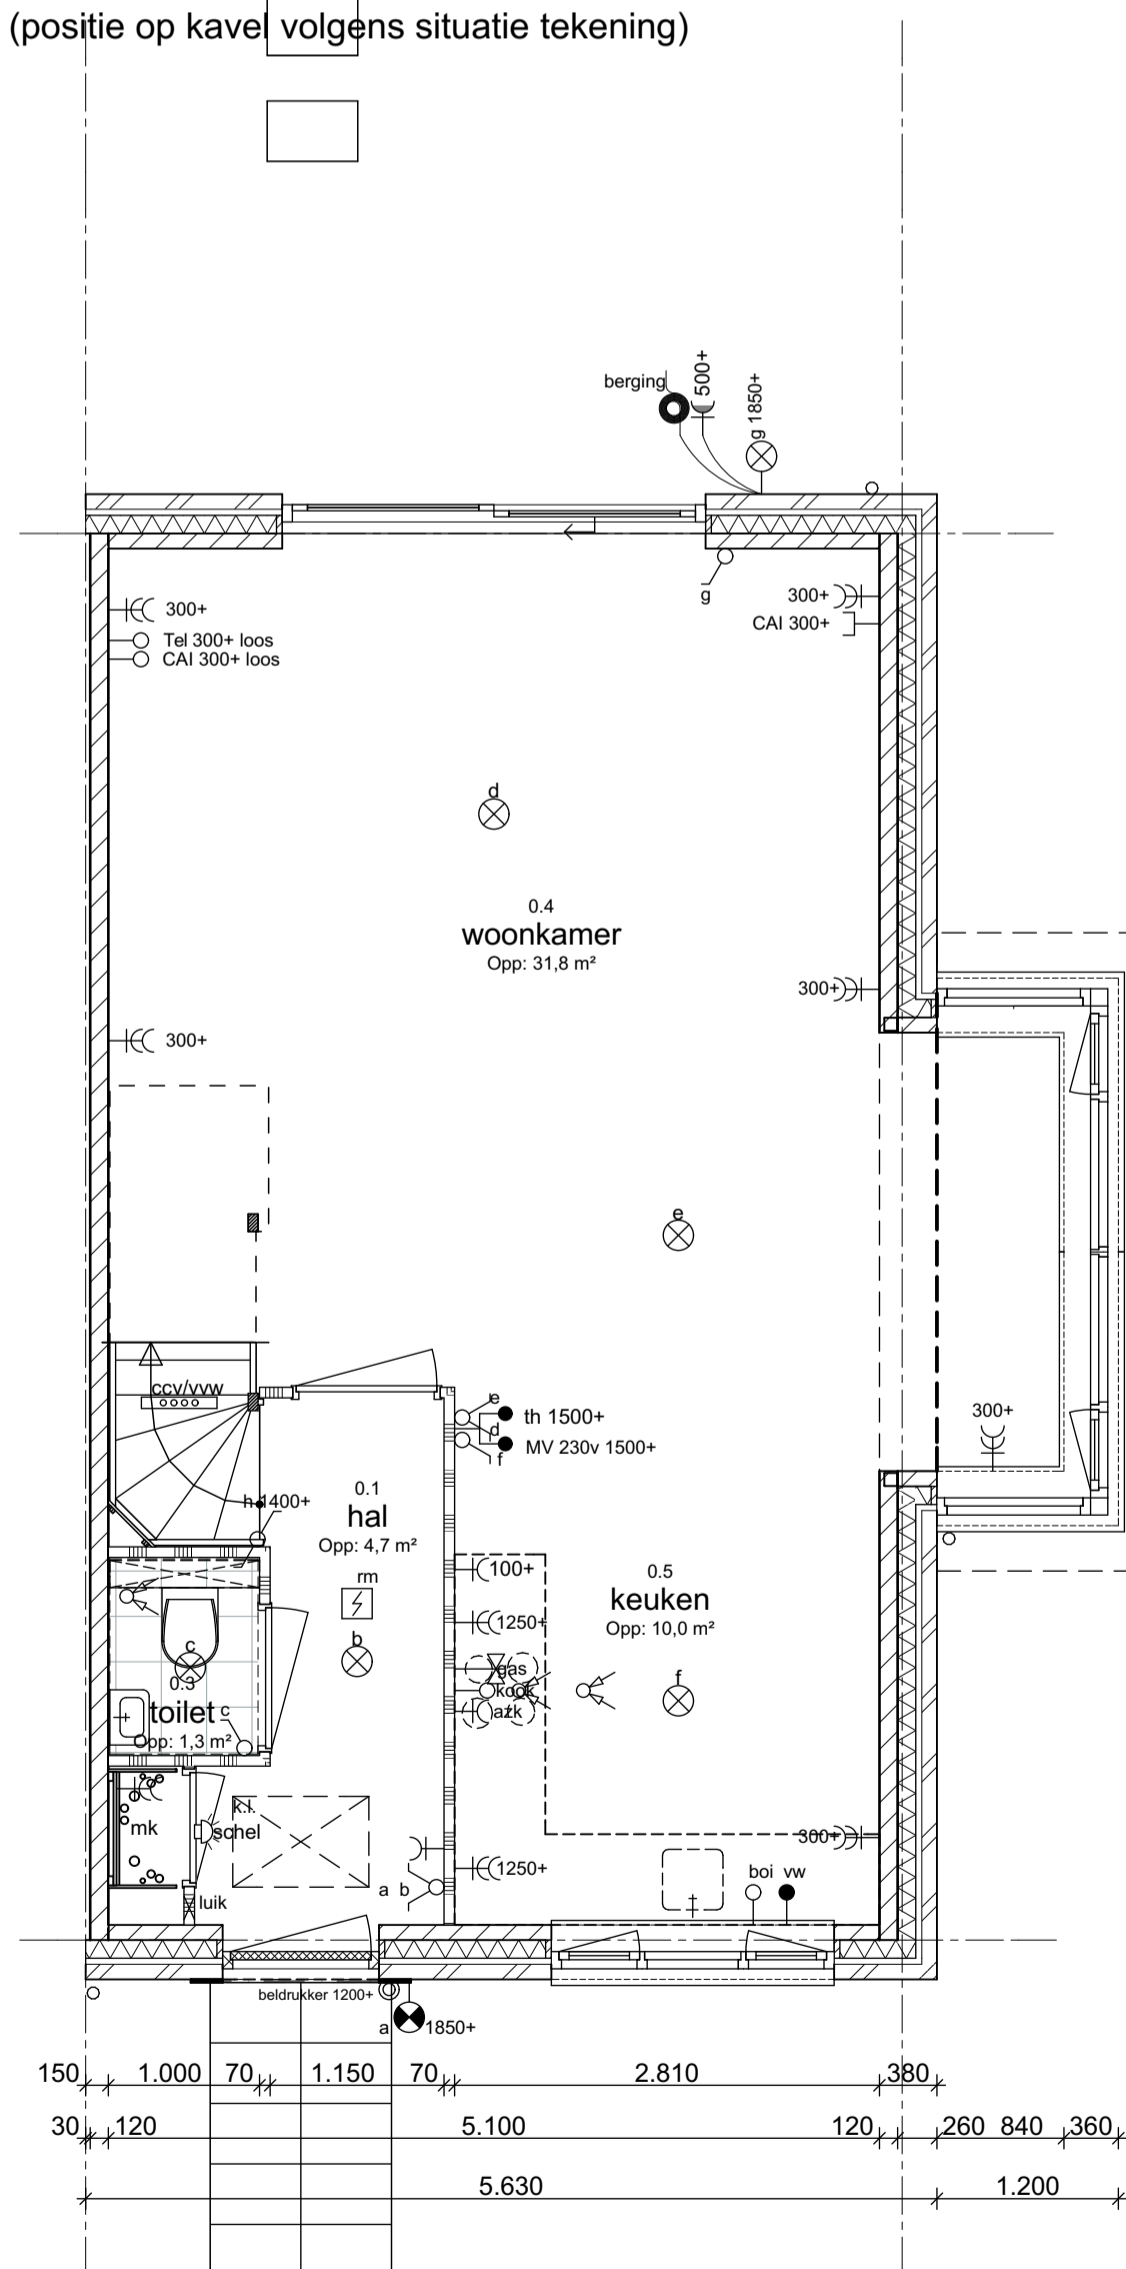 (positie op kavel volgens situatie tekening)
berging
500+
g 1850+
g
300+
Tel 300+ loos
CAI 300+ loos
300+
CAI 300+
d
0.4
woonkamer
Opp: 31,8 m²
300+
300+
e
ccv/vvw
e
d
f
th 1500+
MV 230v 1500+
300+
h 1400+
0.1
hal
Opp: 4,7 m²
rm
b
100+
1250+
0.5
keuken
Opp: 10,0 m²
gas
kook
azk
f
c
0.3
toilet
c
Opp: 1,3 m²
mk
k.l.
schel
luik
a b
1250+
300+
boi vw
beldrukker 1200+
a 1850+
150 1.000 70 1.150 70 2.810 380
30 120 5.100 120 260 840 360
5.630 1.200